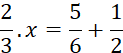 2/3 . x = 5/6 + 1/2